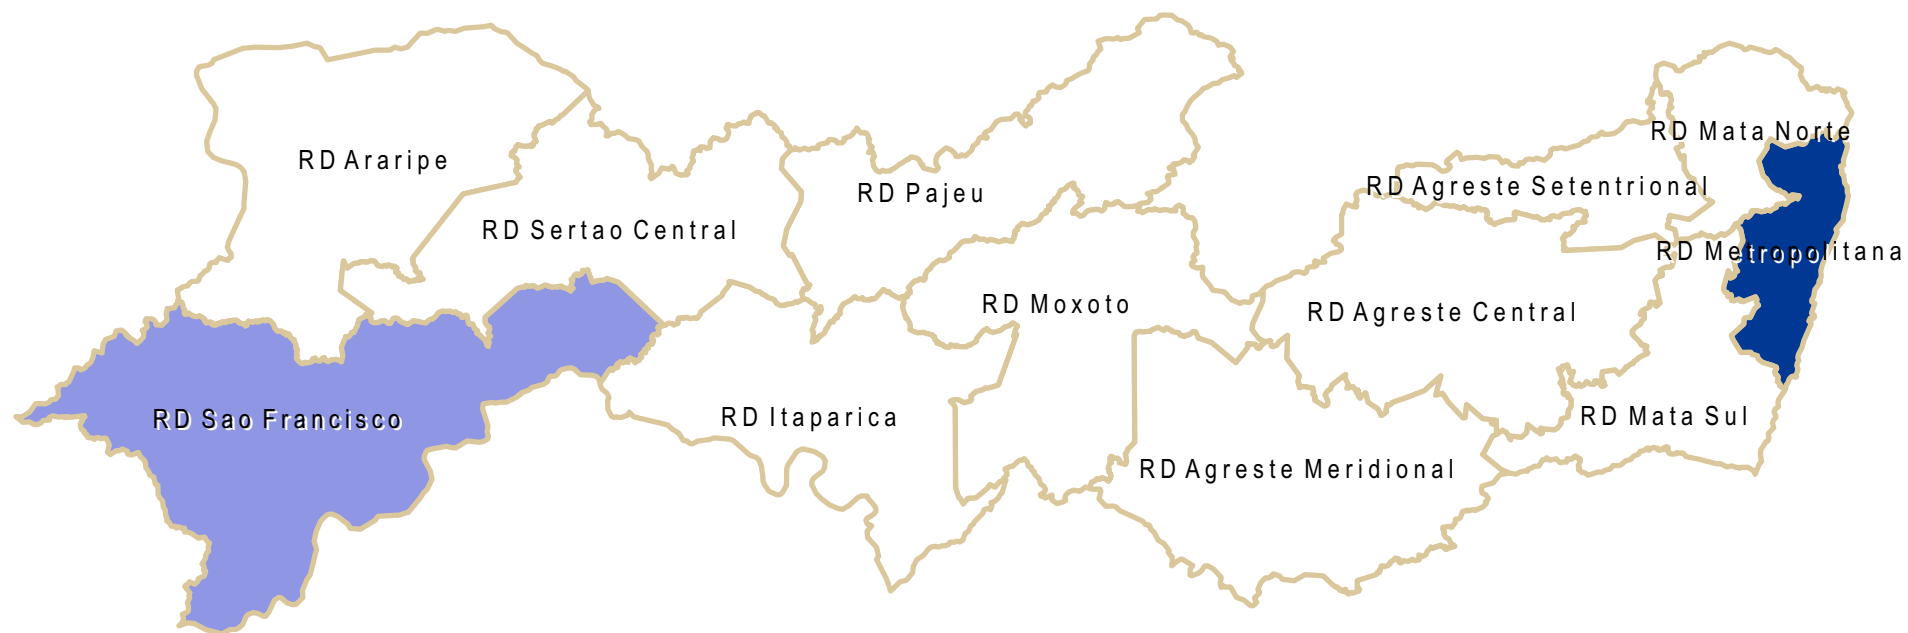 RD Mata Norte
RD Araripe
RD Agreste Setentrional
RD Pajeu
RD Sertao Central
RD Metropolitana
RD Moxoto
RD Agreste Central
RD Sao Francisco
RD Itaparica
RD Mata Sul
RD Agreste Meridional